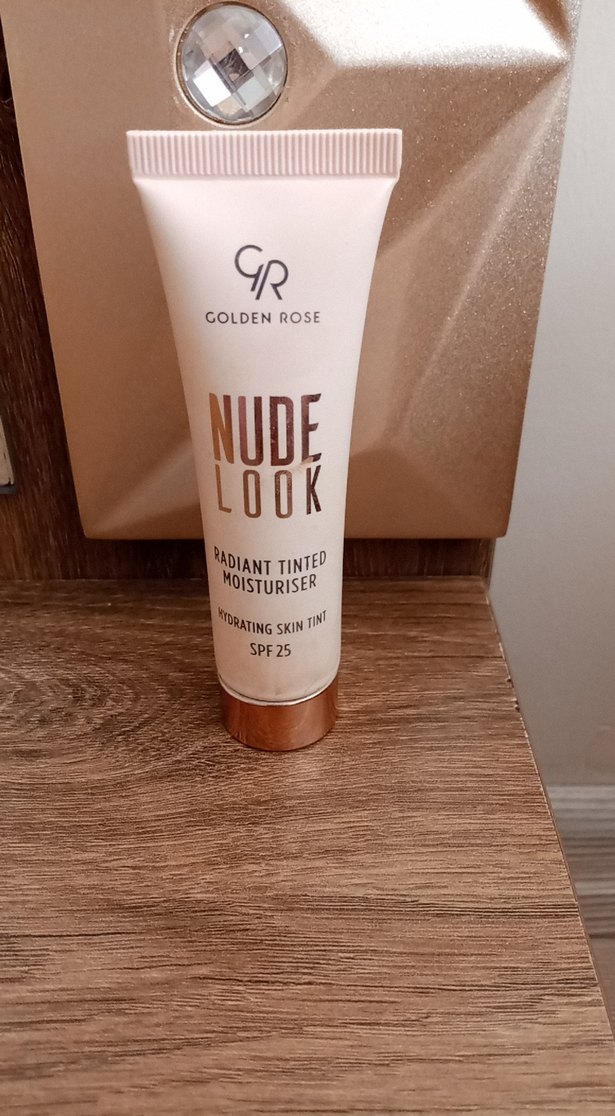 GR
GOLDEN ROSE
NUDE
LOOK
RADIANT TINTED
MOISTURISER
HYDRATING SKIN TINT
SPF 25